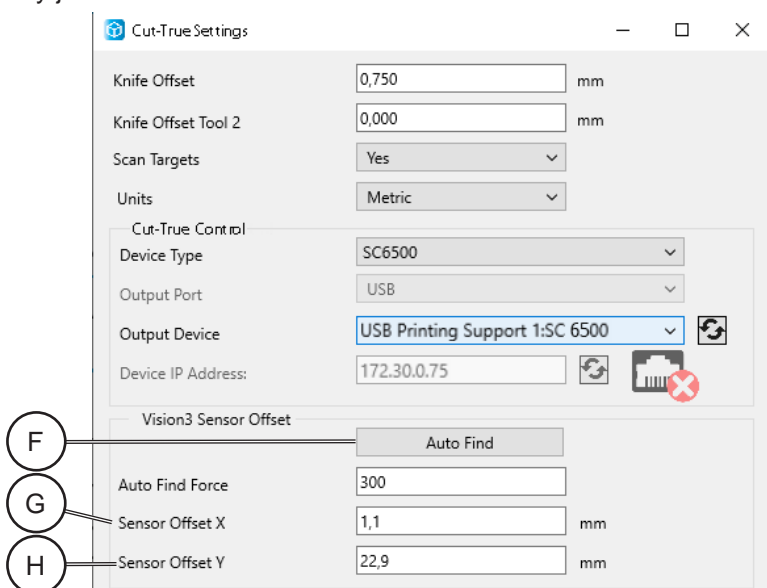 Cut-True Settings
Knife Offset 0,750 mm
Knife Offset Tool 2 0,000 mm
Scan Targets Yes
Units Metric
Cut-True Control
Device Type SC6500
Output Port USB
Output Device USB Printing Support 1:SC 6500
Device IP Address: 172.30.0.75
Vision3 Sensor Offset
F Auto Find
Auto Find Force 300
G Sensor Offset X 1,1 mm
H Sensor Offset Y 22,9 mm